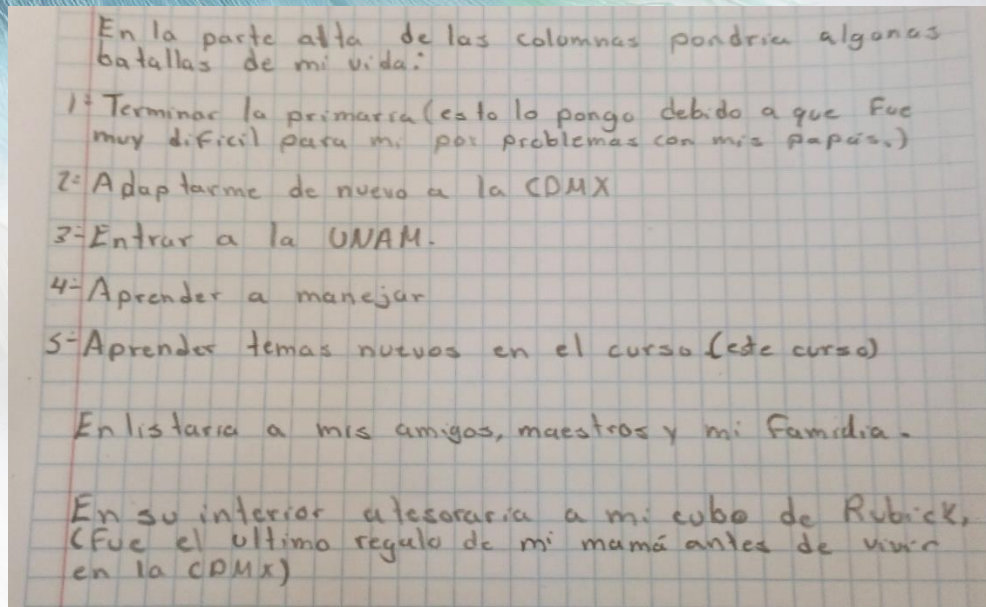 En la parte alta de las columnas pondria algunas
batallas de mi vida:
1- Terminar la primaria (esto lo pongo debido a que Fue
muy dificil para mi por problemas con mis papás.)
2- Adaptarme de nuevo a la CDMX
3- Entrar a la UNAM.
4- Aprender a manejar
5- Aprender temas nuevos en el curso (este curso)
Enlistaria a mis amigos, maestros y mi Familia.
En su interior atesoraria a mi cubo de Rubick,
(Fue el ultimo regalo de mi mamá antes de vivir
en la CDMX)